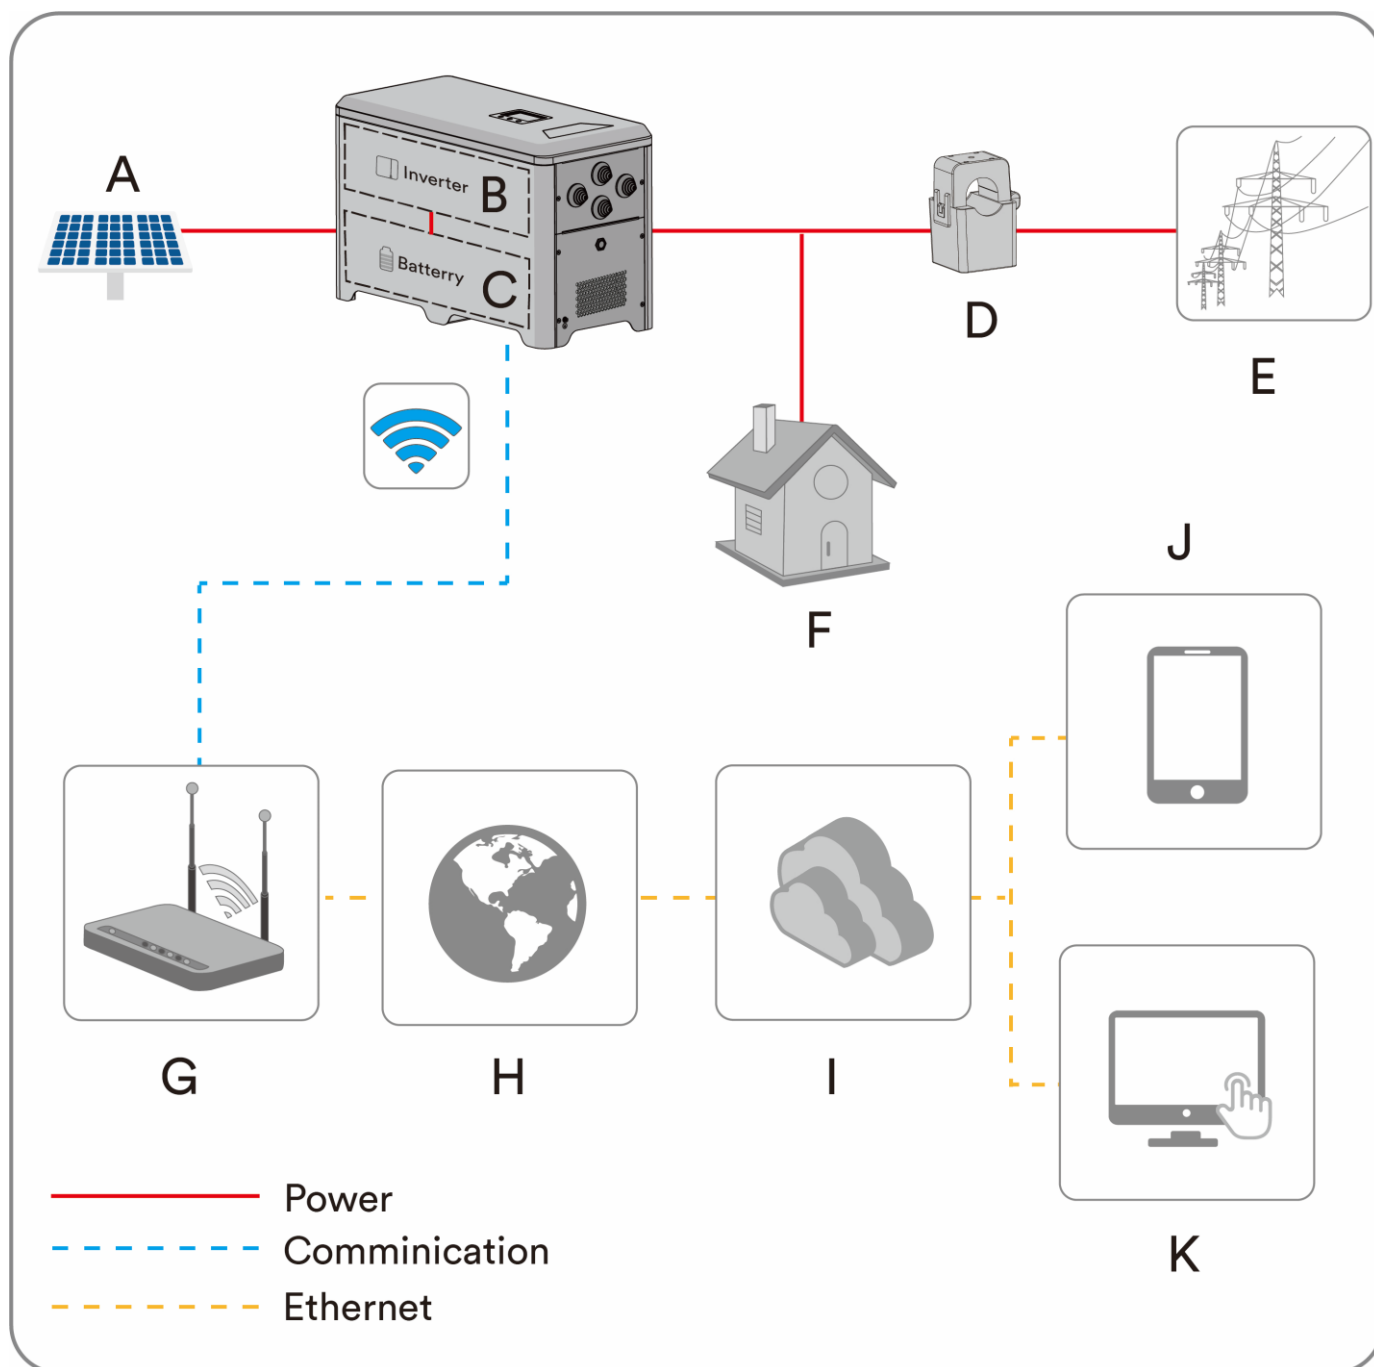 A
Inverter
B
Batterry
C
D
E
F
J
G
H
I
K
Power
Comminication
Ethernet